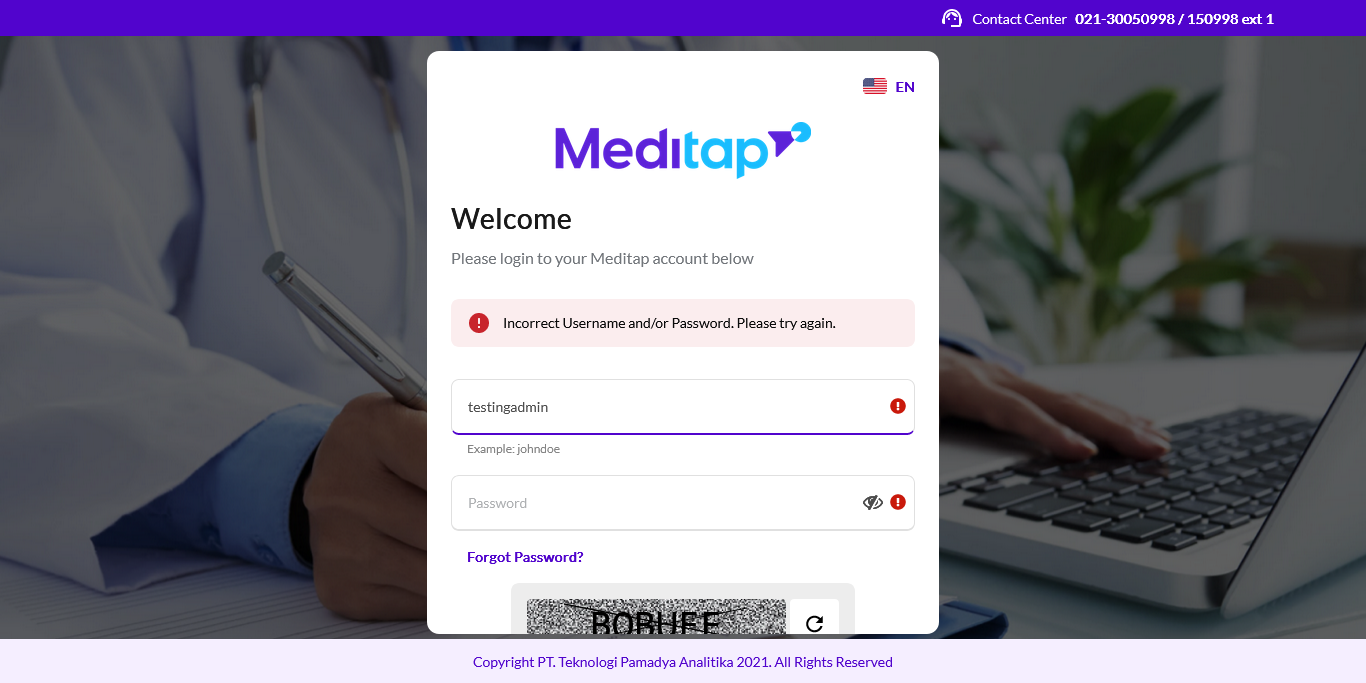 Contact Center 021-30050998 / 150998 ext 1
EN
Meditap
Welcome
Please login to your Meditap account below
Incorrect Username and/or Password. Please try again.
testingadmin
Example: johndoe
Password
Forgot Password?
Copyright PT. Teknologi Pamadya Analitika 2021. All Rights Reserved